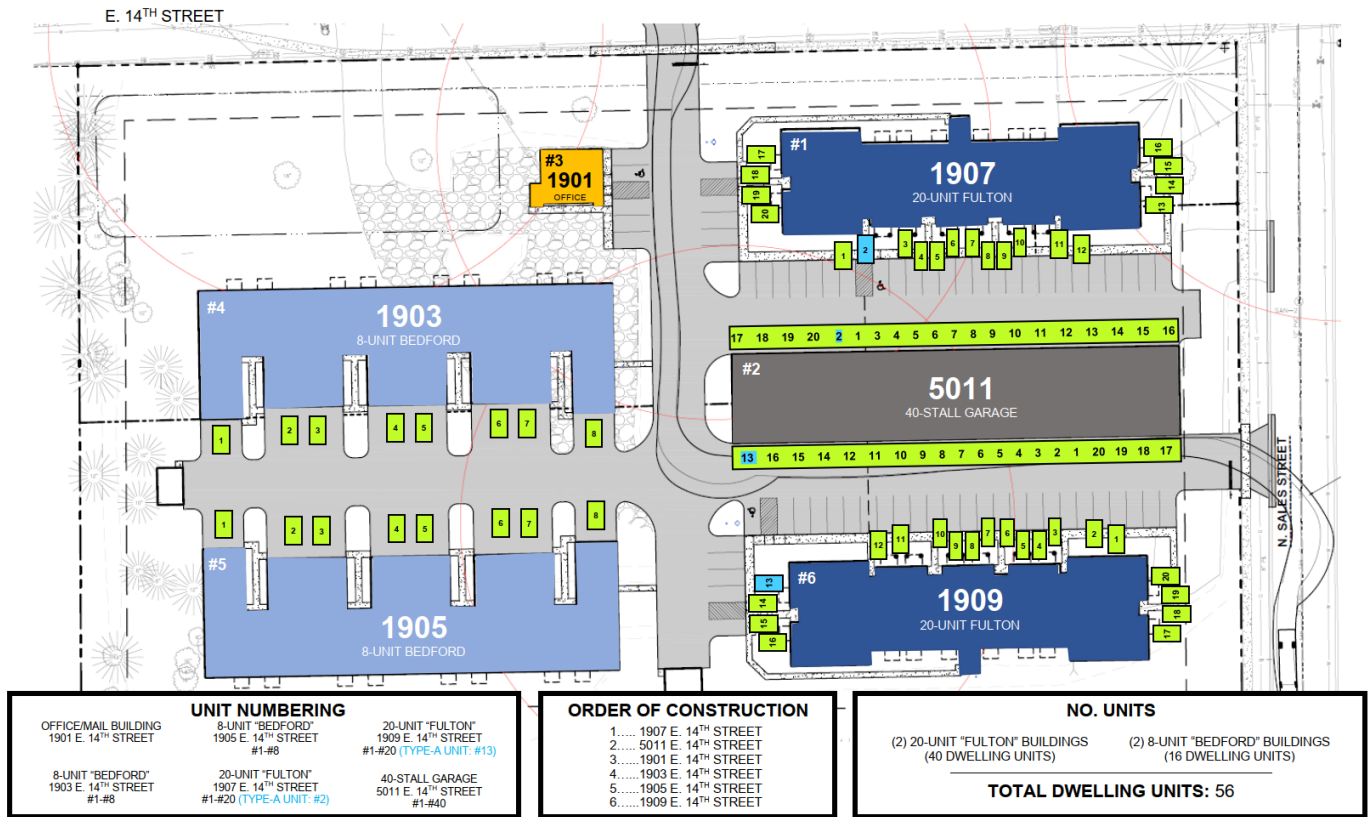 E. 14TH STREET
#3
1901
OFFICE
#1
1907
20-UNIT FULTON
17
18
19
20
16
15
14
13
1 2 3 4 5 6 7 8 9 10 11 12
#4
1903
8-UNIT BEDFORD
1 2 3 4 5 6 7 8
17 18 19 20 2 1 3 4 5 6 7 8 9 10 11 12 13 14 15 16
#2
5011
40-STALL GARAGE
13 16 15 14 12 11 10 9 8 7 6 5 4 3 2 1 20 19 18 17
N. SALES STREET
1 2 3 4 5 6 7 8
#5
1905
8-UNIT BEDFORD
12 11 10 9 8 7 6 5 4 3 2 1
13
14
15
16
#6
1909
20-UNIT FULTON
20
19
18
17
UNIT NUMBERING
OFFICE/MAIL BUILDING
1901 E. 14TH STREET
8-UNIT "BEDFORD"
1905 E. 14TH STREET
#1-#8
20-UNIT "FULTON"
1909 E. 14TH STREET
#1-#20 (TYPE-A UNIT: #13)
8-UNIT "BEDFORD"
1903 E. 14TH STREET
#1-#8
20-UNIT "FULTON"
1907 E. 14TH STREET
#1-#20 (TYPE-A UNIT: #2)
40-STALL GARAGE
5011 E. 14TH STREET
#1-#40
ORDER OF CONSTRUCTION
1..... 1907 E. 14TH STREET
2..... 5011 E. 14TH STREET
3......1901 E. 14TH STREET
4......1903 E. 14TH STREET
5......1905 E. 14TH STREET
6......1909 E. 14TH STREET
NO. UNITS
(2) 20-UNIT "FULTON" BUILDINGS
(40 DWELLING UNITS)
(2) 8-UNIT "BEDFORD" BUILDINGS
(16 DWELLING UNITS)
TOTAL DWELLING UNITS: 56